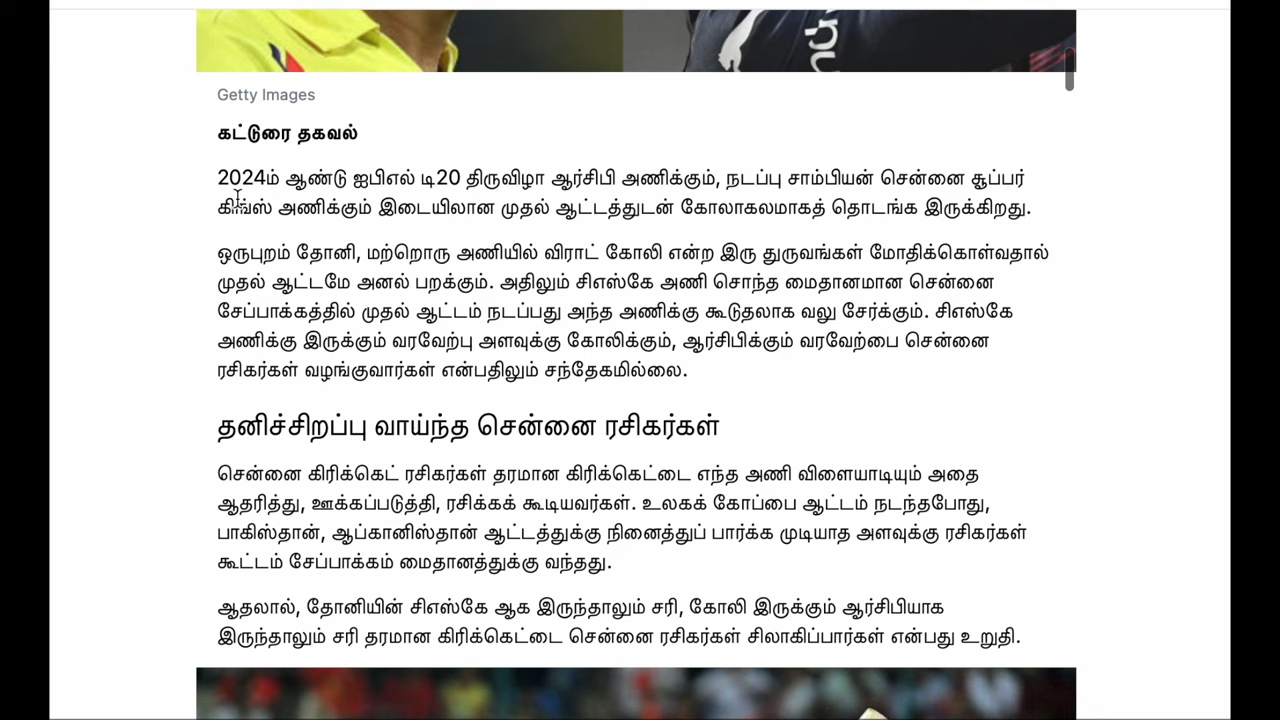 Getty Images
கட்டுரை தகவல்
2024ம் ஆண்டு ஐபிஎல் டி20 திருவிழா ஆர்சிபி அணிக்கும், நடப்பு சாம்பியன் சென்னை சூப்பர்
கிங்ஸ் அணிக்கும் இடையிலான முதல் ஆட்டத்துடன் கோலாகலமாகத் தொடங்க இருக்கிறது.
ஒருபுறம் தோனி, மற்றொரு அணியில் விராட் கோலி என்ற இரு துருவங்கள் மோதிக்கொள்வதால்
முதல் ஆட்டமே அனல் பறக்கும். அதிலும் சிஎஸ்கே அணி சொந்த மைதானமான சென்னை
சேப்பாக்கத்தில் முதல் ஆட்டம் நடப்பது அந்த அணிக்கு கூடுதலாக வலு சேர்க்கும். சிஎஸ்கே
அணிக்கு இருக்கும் வரவேற்பு அளவுக்கு கோலிக்கும், ஆர்சிபிக்கும் வரவேற்பை சென்னை
ரசிகர்கள் வழங்குவார்கள் என்பதிலும் சந்தேகமில்லை.
தனிச்சிறப்பு வாய்ந்த சென்னை ரசிகர்கள்
சென்னை கிரிக்கெட் ரசிகர்கள் தரமான கிரிக்கெட்டை எந்த அணி விளையாடியும் அதை
ஆதரித்து, ஊக்கப்படுத்தி, ரசிக்கக் கூடியவர்கள். உலகக் கோப்பை ஆட்டம் நடந்தபோது,
பாகிஸ்தான், ஆப்கானிஸ்தான் ஆட்டத்துக்கு நினைத்துப் பார்க்க முடியாத அளவுக்கு ரசிகர்கள்
கூட்டம் சேப்பாக்கம் மைதானத்துக்கு வந்தது.
ஆதலால், தோனியின் சிஎஸ்கே ஆக இருந்தாலும் சரி, கோலி இருக்கும் ஆர்சிபியாக
இருந்தாலும் சரி தரமான கிரிக்கெட்டை சென்னை ரசிகர்கள் சிலாகிப்பார்கள் என்பது உறுதி.